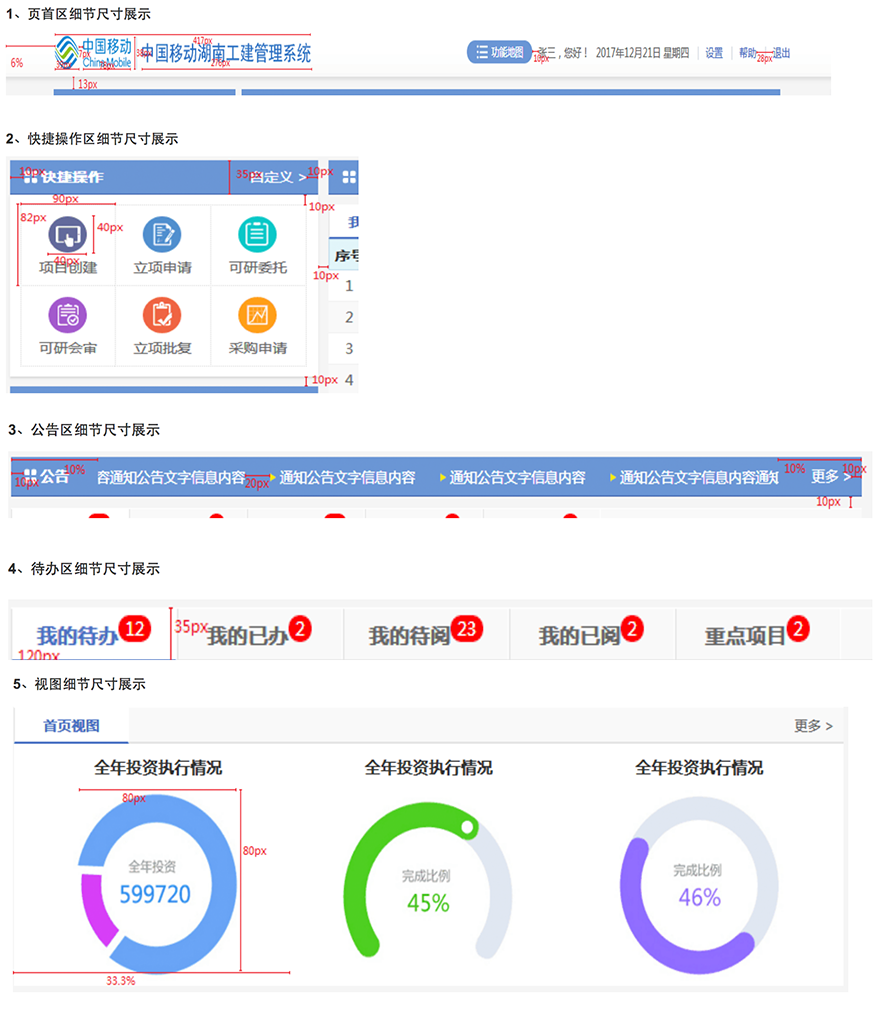 1、页首区细节尺寸展示
中国移动
China Mobile
中国移动湖南工建管理系统
417px
38px
276px
6%
13px
功能地图
张三，您好！ 2017年12月21日 星期四 设置 帮助 退出
10px
28px
2、快捷操作区细节尺寸展示
10px 快捷操作 35px 自定义 > 10px
90px
10px
82px
40px
40px
项目创建 立项申请 可研委托
可研会审 立项批复 采购申请
序号
10px
1
2
3
4
10px
3、公告区细节尺寸展示
公告 10% 容通知公告文字信息内容 通知公告文字信息内容 通知公告文字信息内容 通知公告文字信息内容通知 10% 更多 > 10px
10px
20px
10px
4、待办区细节尺寸展示
我的待办 12 35px 我的已办 2 我的待阅 23 我的已阅 2 重点项目 2
120px
5、视图细节尺寸展示
首页视图 更多 >
全年投资执行情况 全年投资执行情况 全年投资执行情况
80px
80px
全年投资 完成比例 完成比例
599720 45% 46%
33.3%